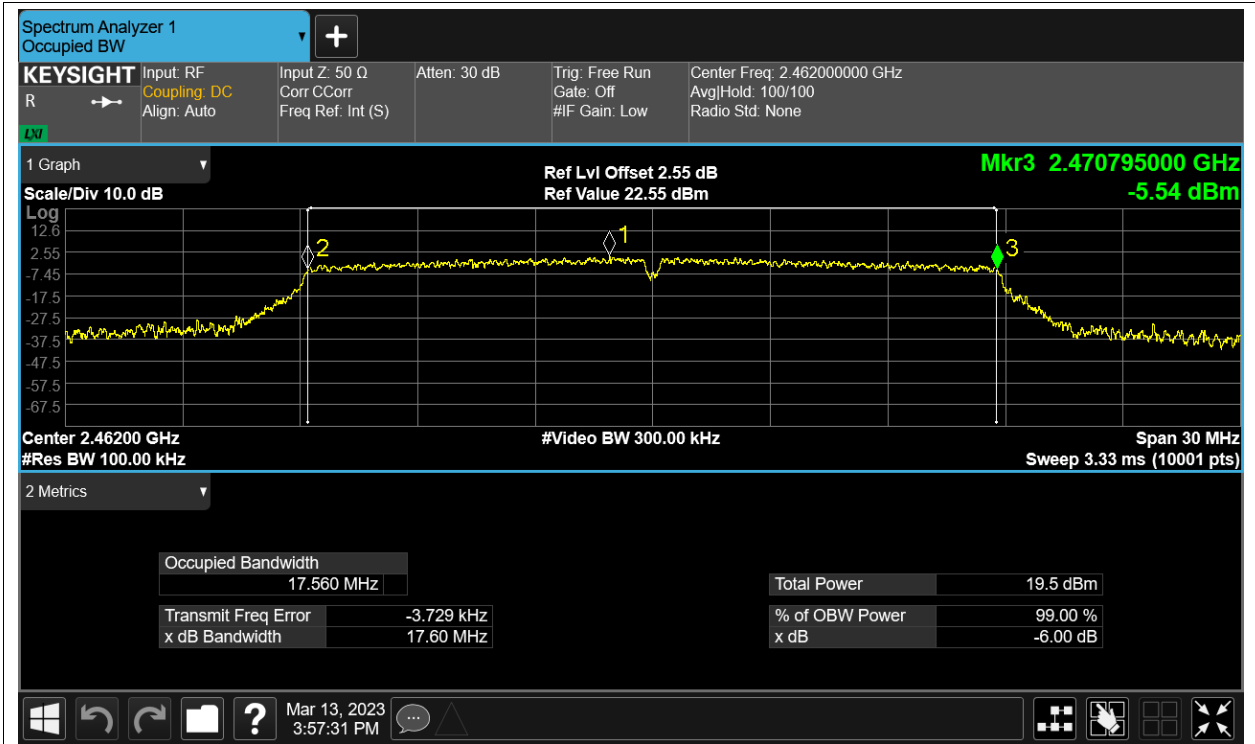 Spectrum Analyzer 1
Occupied BW
KEYSIGHT
R
LXI
Input: RF
Coupling: DC
Align: Auto
Input Z: 50 Ω
Corr CCorr
Freq Ref: Int (S)
Atten: 30 dB
Trig: Free Run
Gate: Off
#IF Gain: Low
Center Freq: 2.462000000 GHz
Avg|Hold: 100/100
Radio Std: None
1 Graph
Scale/Div 10.0 dB
Ref Lvl Offset 2.55 dB
Ref Value 22.55 dBm
Mkr3 2.470795000 GHz
-5.54 dBm
Log
12.6
2.55
-7.45
-17.5
-27.5
-37.5
-47.5
-57.5
-67.5
2
1
3
Center 2.46200 GHz
#Video BW 300.00 kHz
Span 30 MHz
#Res BW 100.00 kHz
Sweep 3.33 ms (10001 pts)
2 Metrics
Occupied Bandwidth
17.560 MHz
Total Power 19.5 dBm
Transmit Freq Error -3.729 kHz
% of OBW Power 99.00 %
x dB Bandwidth 17.60 MHz
x dB -6.00 dB
?
Mar 13, 2023
3:57:31 PM